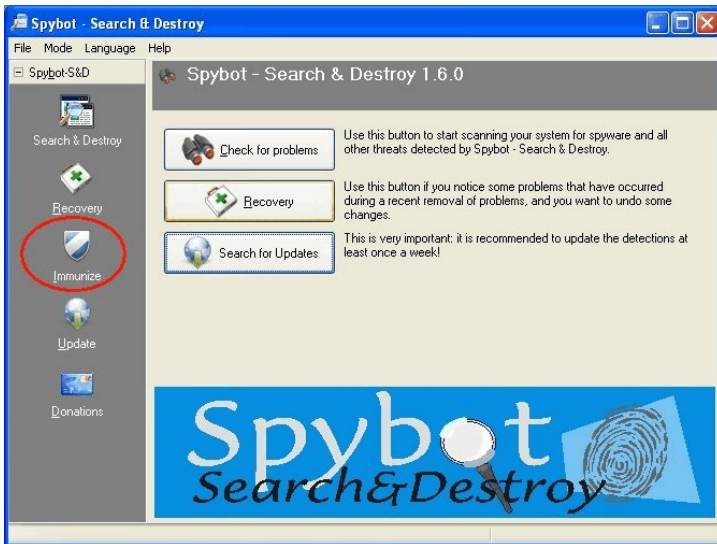 Spybot - Search & Destroy
File Mode Language Help
Spybot-S&D
Search & Destroy
Recovery
Immunize
Update
Donations
Spybot - Search & Destroy 1.6.0
Check for problems
Use this button to start scanning your system for spyware and all
other threats detected by Spybot - Search & Destroy.
Recovery
Use this button if you notice some problems that have occurred
during a recent removal of problems, and you want to undo some
changes.
Search for Updates
This is very important: it is recommended to update the detections at
least once a week!
Spybot
Search&Destroy